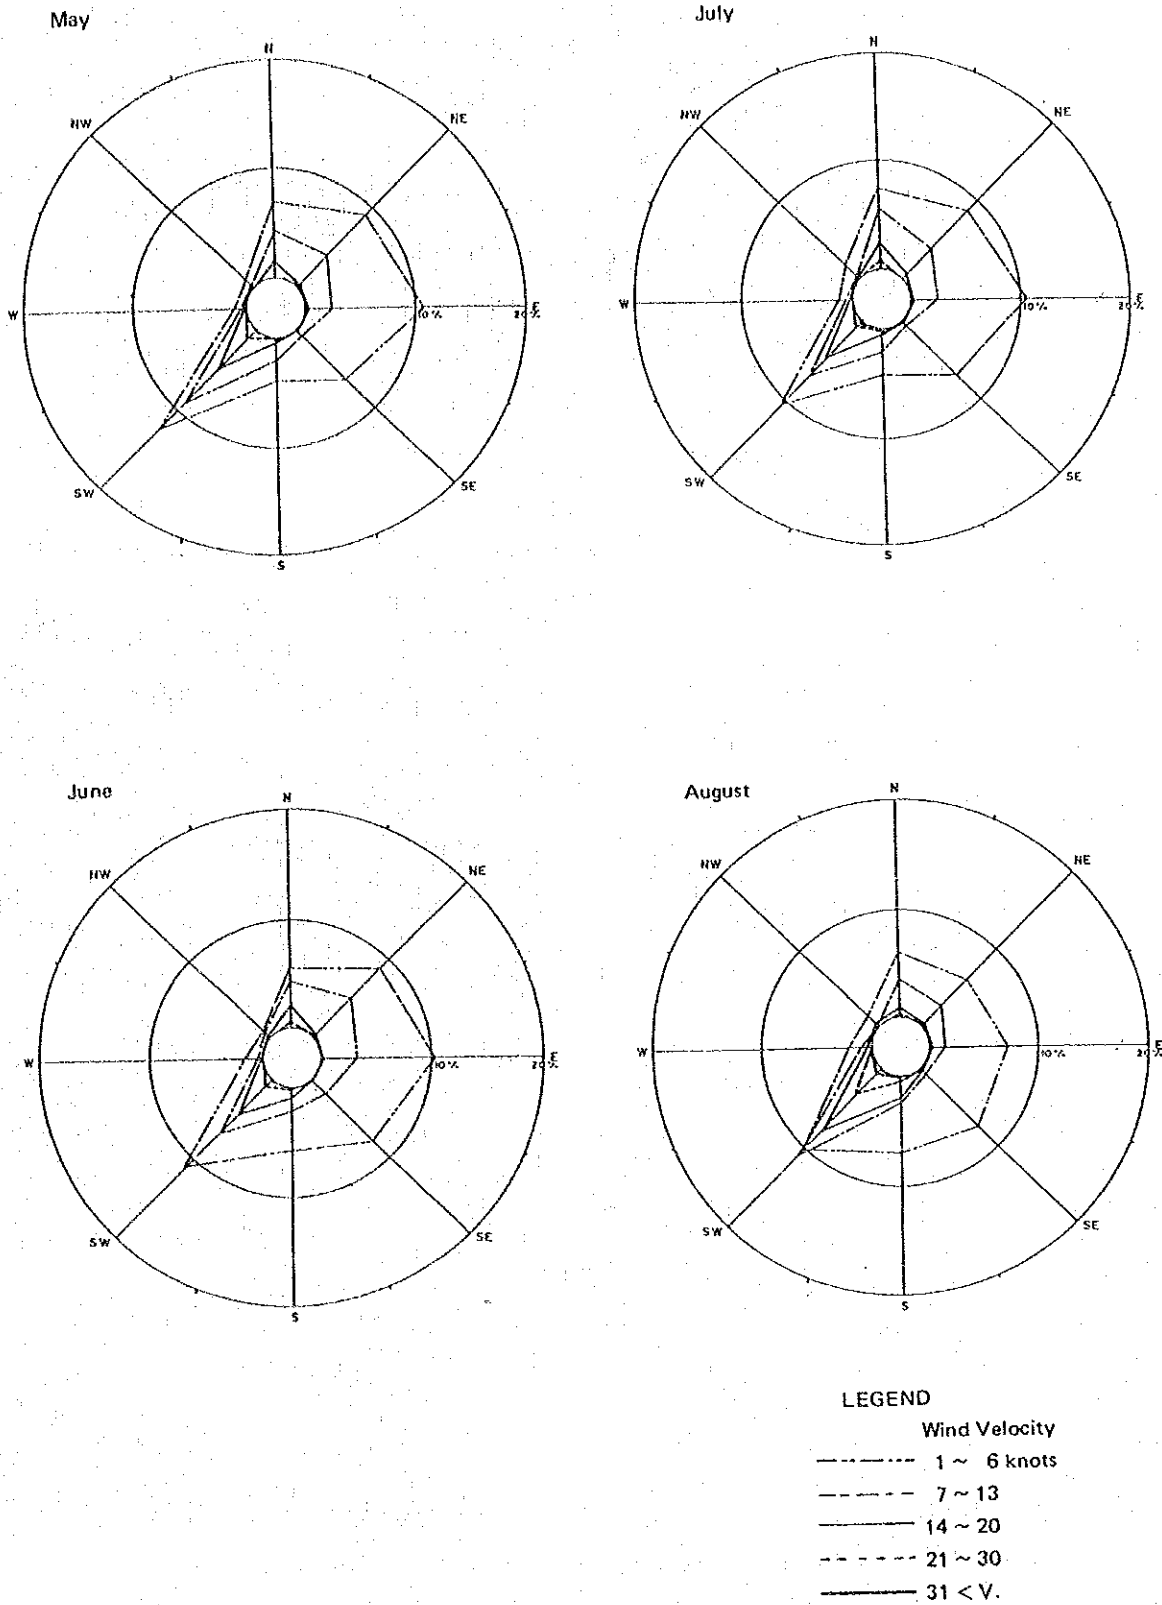 May
N
NW
NE
W
10%
E
20%
SW
SE
S
July
N
NW
NE
W
10%
E
20%
SW
SE
S
June
N
NW
NE
W
10%
E
20%
SW
SE
S
August
N
NW
NE
W
10%
E
20%
SW
SE
S
LEGEND
Wind Velocity
1 ~ 6 knots
7 ~ 13
14 ~ 20
21 ~ 30
31 < V.